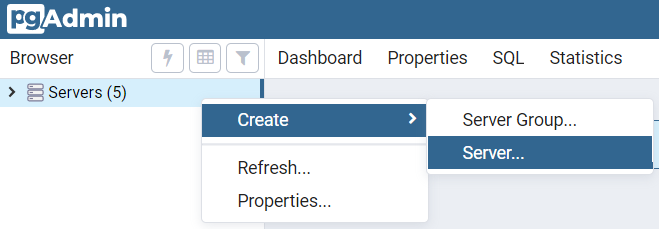 pgAdmin
Browser
Dashboard Properties SQL Statistics
Servers (5)
Create
Server Group...
Server...
Refresh...
Properties...